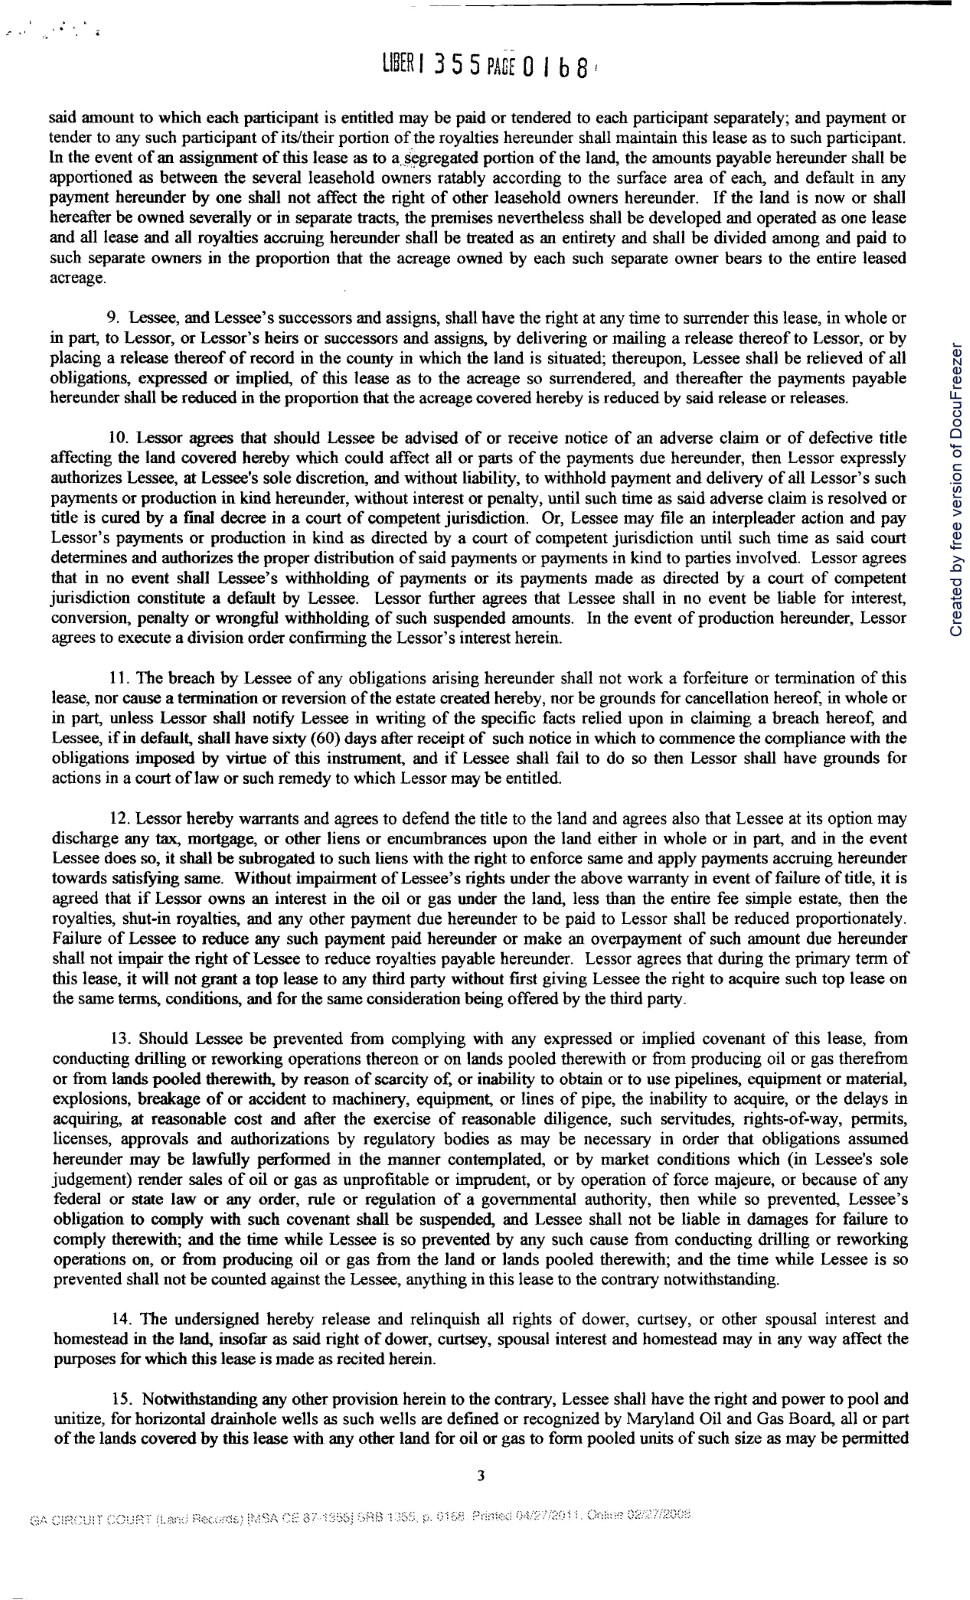 LIBER 1 3 5 5 PAGE 0 1 6 8
said amount to which each participant is entitled may be paid or tendered to each participant separately; and payment or
tender to any such participant of its/their portion of the royalties hereunder shall maintain this lease as to such participant.
In the event of an assignment of this lease as to a segregated portion of the land, the amounts payable hereunder shall be
apportioned as between the several leasehold owners ratably according to the surface area of each, and default in any
payment hereunder by one shall not affect the right of other leasehold owners hereunder. If the land is now or shall
hereafter be owned severally or in separate tracts, the premises nevertheless shall be developed and operated as one lease
and all lease and all royalties accruing hereunder shall be treated as an entirety and shall be divided among and paid to
such separate owners in the proportion that the acreage owned by each such separate owner bears to the entire leased
acreage.
9. Lessee, and Lessee's successors and assigns, shall have the right at any time to surrender this lease, in whole or
in part, to Lessor, or Lessor's heirs or successors and assigns, by delivering or mailing a release thereof to Lessor, or by
placing a release thereof of record in the county in which the land is situated; thereupon, Lessee shall be relieved of all
obligations, expressed or implied, of this lease as to the acreage so surrendered, and thereafter the payments payable
hereunder shall be reduced in the proportion that the acreage covered hereby is reduced by said release or releases.
10. Lessor agrees that should Lessee be advised of or receive notice of an adverse claim or of defective title
affecting the land covered hereby which could affect all or parts of the payments due hereunder, then Lessor expressly
authorizes Lessee, at Lessee's sole discretion, and without liability, to withhold payment and delivery of all Lessor's such
payments or production in kind hereunder, without interest or penalty, until such time as said adverse claim is resolved or
title is cured by a final decree in a court of competent jurisdiction. Or, Lessee may file an interpleader action and pay
Lessor's payments or production in kind as directed by a court of competent jurisdiction until such time as said court
determines and authorizes the proper distribution of said payments or payments in kind to parties involved. Lessor agrees
that in no event shall Lessee's withholding of payments or its payments made as directed by a court of competent
jurisdiction constitute a default by Lessee. Lessor further agrees that Lessee shall in no event be liable for interest,
conversion, penalty or wrongful withholding of such suspended amounts. In the event of production hereunder, Lessor
agrees to execute a division order confirming the Lessor's interest herein.
11. The breach by Lessee of any obligations arising hereunder shall not work a forfeiture or termination of this
lease, nor cause a termination or reversion of the estate created hereby, nor be grounds for cancellation hereof, in whole or
in part, unless Lessor shall notify Lessee in writing of the specific facts relied upon in claiming a breach hereof, and
Lessee, if in default, shall have sixty (60) days after receipt of such notice in which to commence the compliance with the
obligations imposed by virtue of this instrument, and if Lessee shall fail to do so then Lessor shall have grounds for
actions in a court of law or such remedy to which Lessor may be entitled.
12. Lessor hereby warrants and agrees to defend the title to the land and agrees also that Lessee at its option may
discharge any tax, mortgage, or other liens or encumbrances upon the land either in whole or in part, and in the event
Lessee does so, it shall be subrogated to such liens with the right to enforce same and apply payments accruing hereunder
towards satisfying same. Without impairment of Lessee's rights under the above warranty in event of failure of title, it is
agreed that if Lessor owns an interest in the oil or gas under the land, less than the entire fee simple estate, then the
royalties, shut-in royalties, and any other payment due hereunder to be paid to Lessor shall be reduced proportionately.
Failure of Lessee to reduce any such payment paid hereunder or make an overpayment of such amount due hereunder
shall not impair the right of Lessee to reduce royalties payable hereunder. Lessor agrees that during the primary term of
this lease, it will not grant a top lease to any third party without first giving Lessee the right to acquire such top lease on
the same terms, conditions, and for the same consideration being offered by the third party.
13. Should Lessee be prevented from complying with any expressed or implied covenant of this lease, from
conducting drilling or reworking operations thereon or on lands pooled therewith or from producing oil or gas therefrom
or from lands pooled therewith, by reason of scarcity of, or inability to obtain or to use pipelines, equipment or material,
explosions, breakage of or accident to machinery, equipment, or lines of pipe, the inability to acquire, or the delays in
acquiring, at reasonable cost and after the exercise of reasonable diligence, such servitudes, rights-of-way, permits,
licenses, approvals and authorizations by regulatory bodies as may be necessary in order that obligations assumed
hereunder may be lawfully performed in the manner contemplated, or by market conditions which (in Lessee's sole
judgement) render sales of oil or gas as unprofitable or imprudent, or by operation of force majeure, or because of any
federal or state law or any order, rule or regulation of a governmental authority, then while so prevented, Lessee's
obligation to comply with such covenant shall be suspended, and Lessee shall not be liable in damages for failure to
comply therewith; and the time while Lessee is so prevented by any such cause from conducting drilling or reworking
operations on, or from producing oil or gas from the land or lands pooled therewith; and the time while Lessee is so
prevented shall not be counted against the Lessee, anything in this lease to the contrary notwithstanding.
14. The undersigned hereby release and relinquish all rights of dower, curtsey, or other spousal interest and
homestead in the land, insofar as said right of dower, curtsey, spousal interest and homestead may in any way affect the
purposes for which this lease is made as recited herein.
15. Notwithstanding any other provision herein to the contrary, Lessee shall have the right and power to pool and
unitize, for horizontal drainhole wells as such wells are defined or recognized by Maryland Oil and Gas Board, all or part
of the lands covered by this lease with any other land for oil or gas to form pooled units of such size as may be permitted
3
GA CIRCUIT COURT (Land Records) [MSA CE 87-1355] SRB 1355, p. 0168. Printed 04/27/2011. Online 02/27/2008.
Created by free version of DocuFreezer